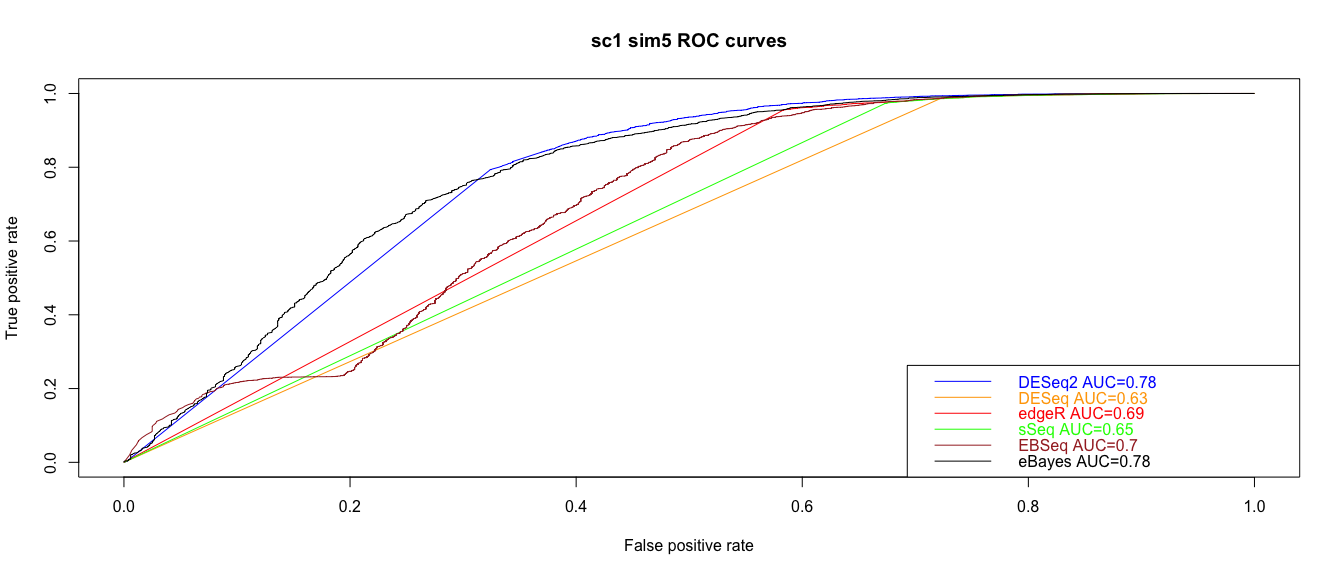 sc1 sim5 ROC curves
True positive rate
1.0
0.8
0.6
0.4
0.2
0.0
DESeq2 AUC=0.78
DESeq AUC=0.63
edgeR AUC=0.69
sSeq AUC=0.65
EBSeq AUC=0.7
eBayes AUC=0.78
0.0 0.2 0.4 0.6 0.8 1.0
False positive rate